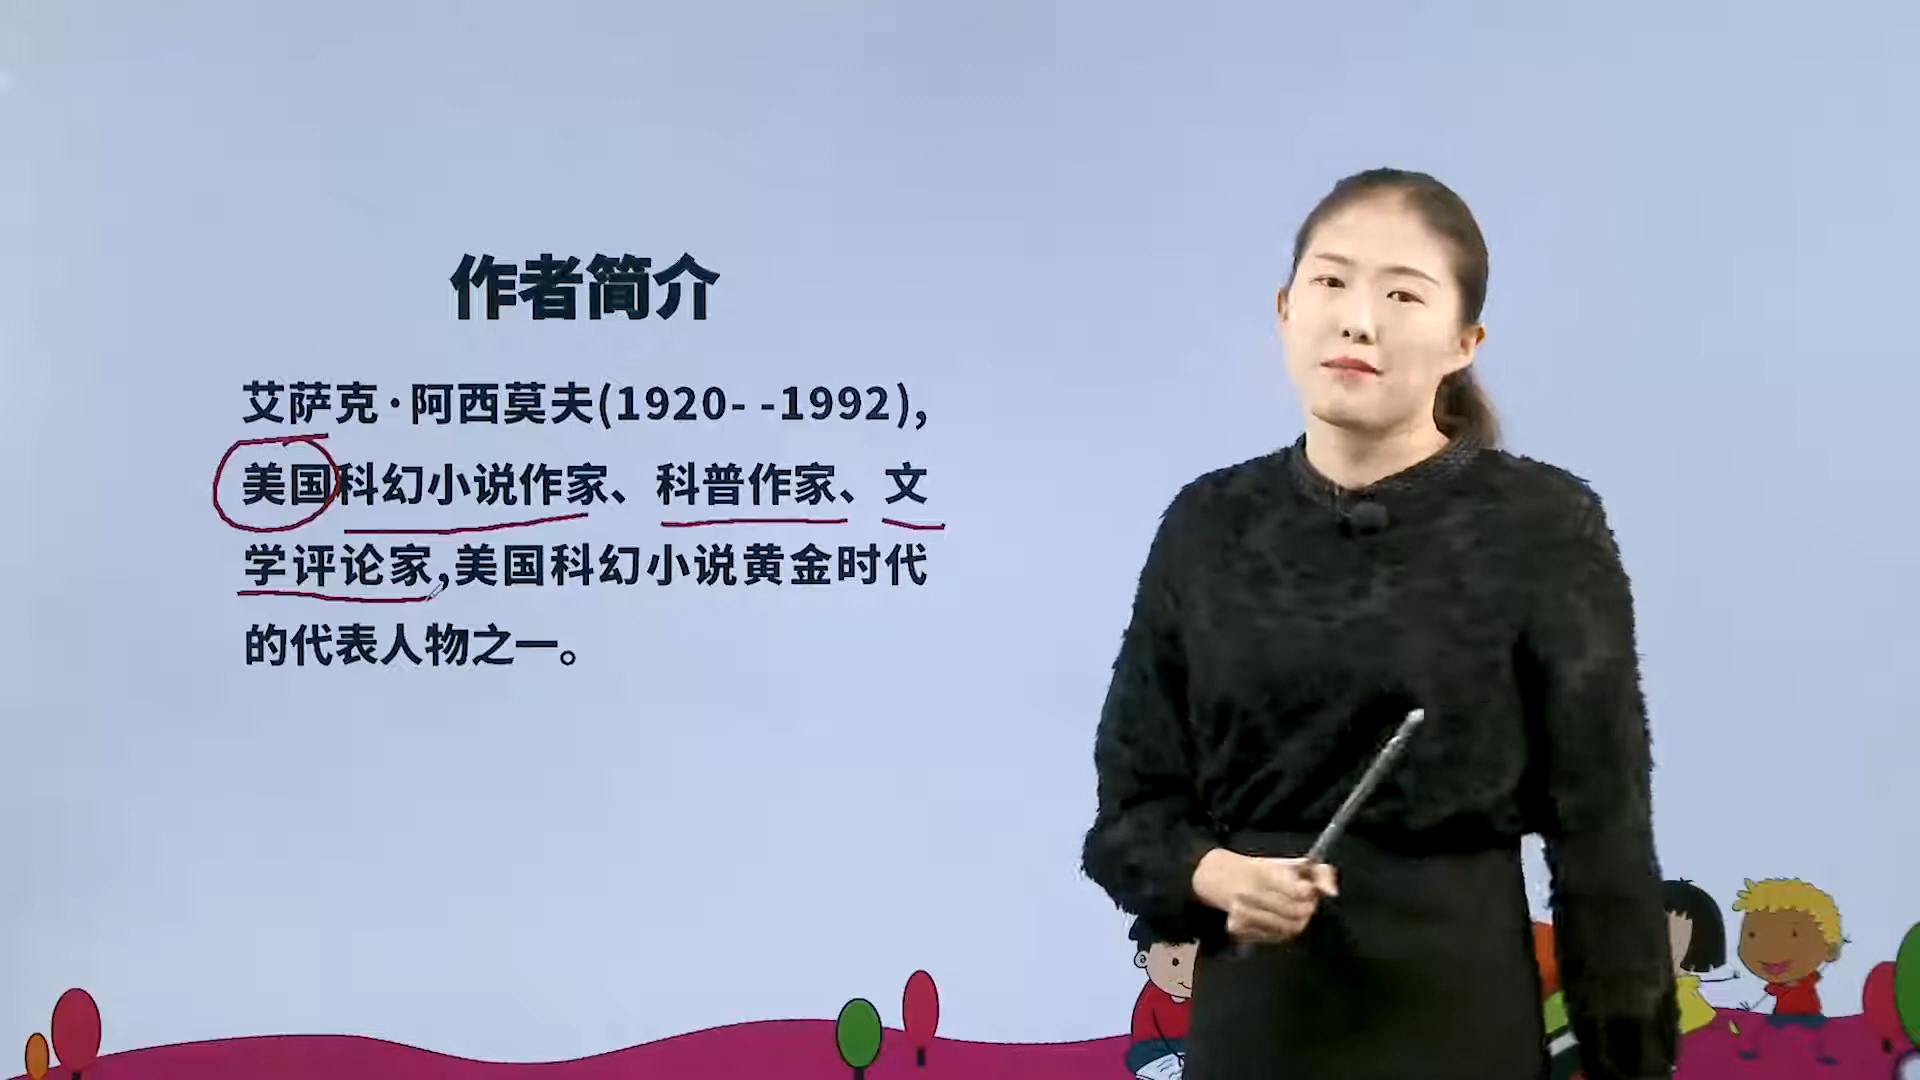 作者简介
艾萨克·阿西莫夫(1920- -1992),
美国科幻小说作家、科普作家、文
学评论家,美国科幻小说黄金时代
的代表人物之一。